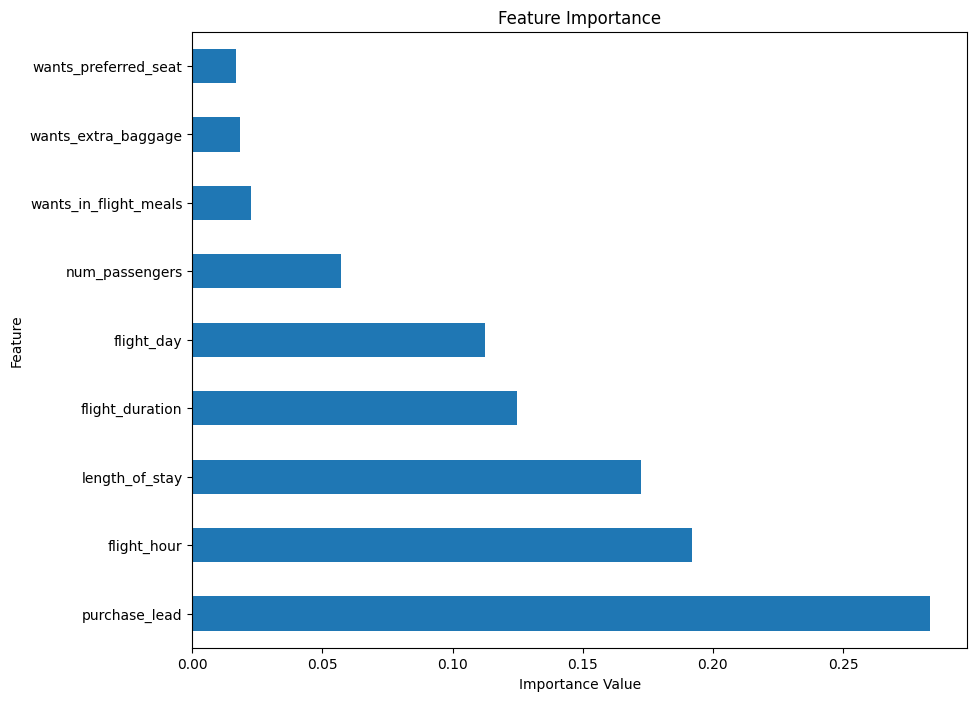 Feature Importance
wants_preferred_seat
wants_extra_baggage
wants_in_flight_meals
num_passengers
flight_day
flight_duration
length_of_stay
flight_hour
purchase_lead
Feature
0.00 0.05 0.10 0.15 0.20 0.25
Importance Value